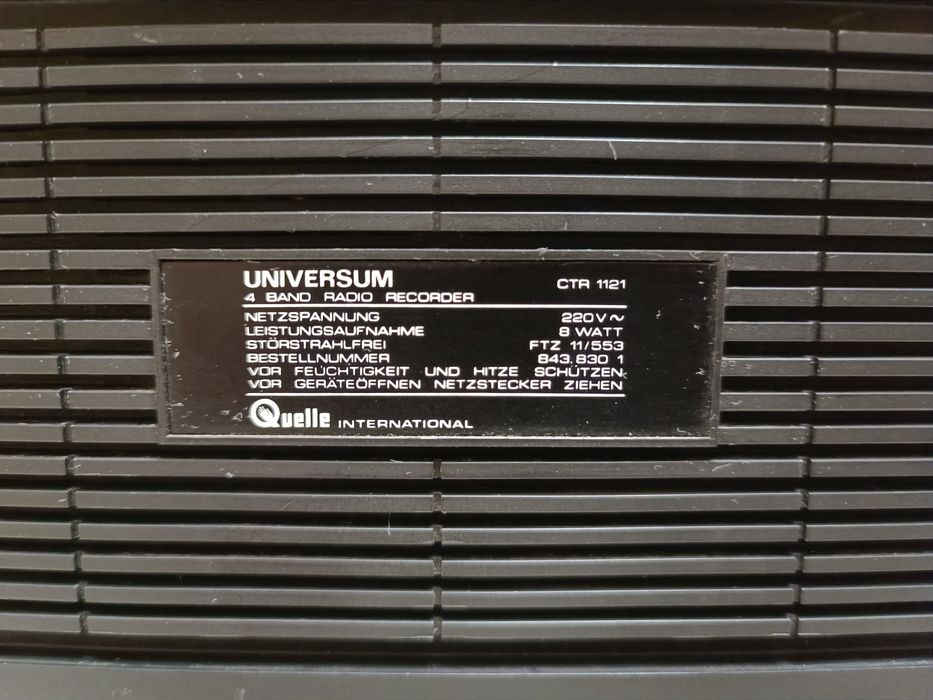 UNIVERSUM CTR 1121
4 BAND RADIO RECORDER
NETZSPANNUNG 220V~
LEISTUNGSAUFNAHME 8 WATT
STÖRSTRAHLFREI FTZ 11/553
BESTELLNUMMER 843.830 1
VOR FEUCHTIGKEIT UND HITZE SCHÜTZEN
VOR GERÄTEÖFFNEN NETZSTECKER ZIEHEN
Quelle INTERNATIONAL